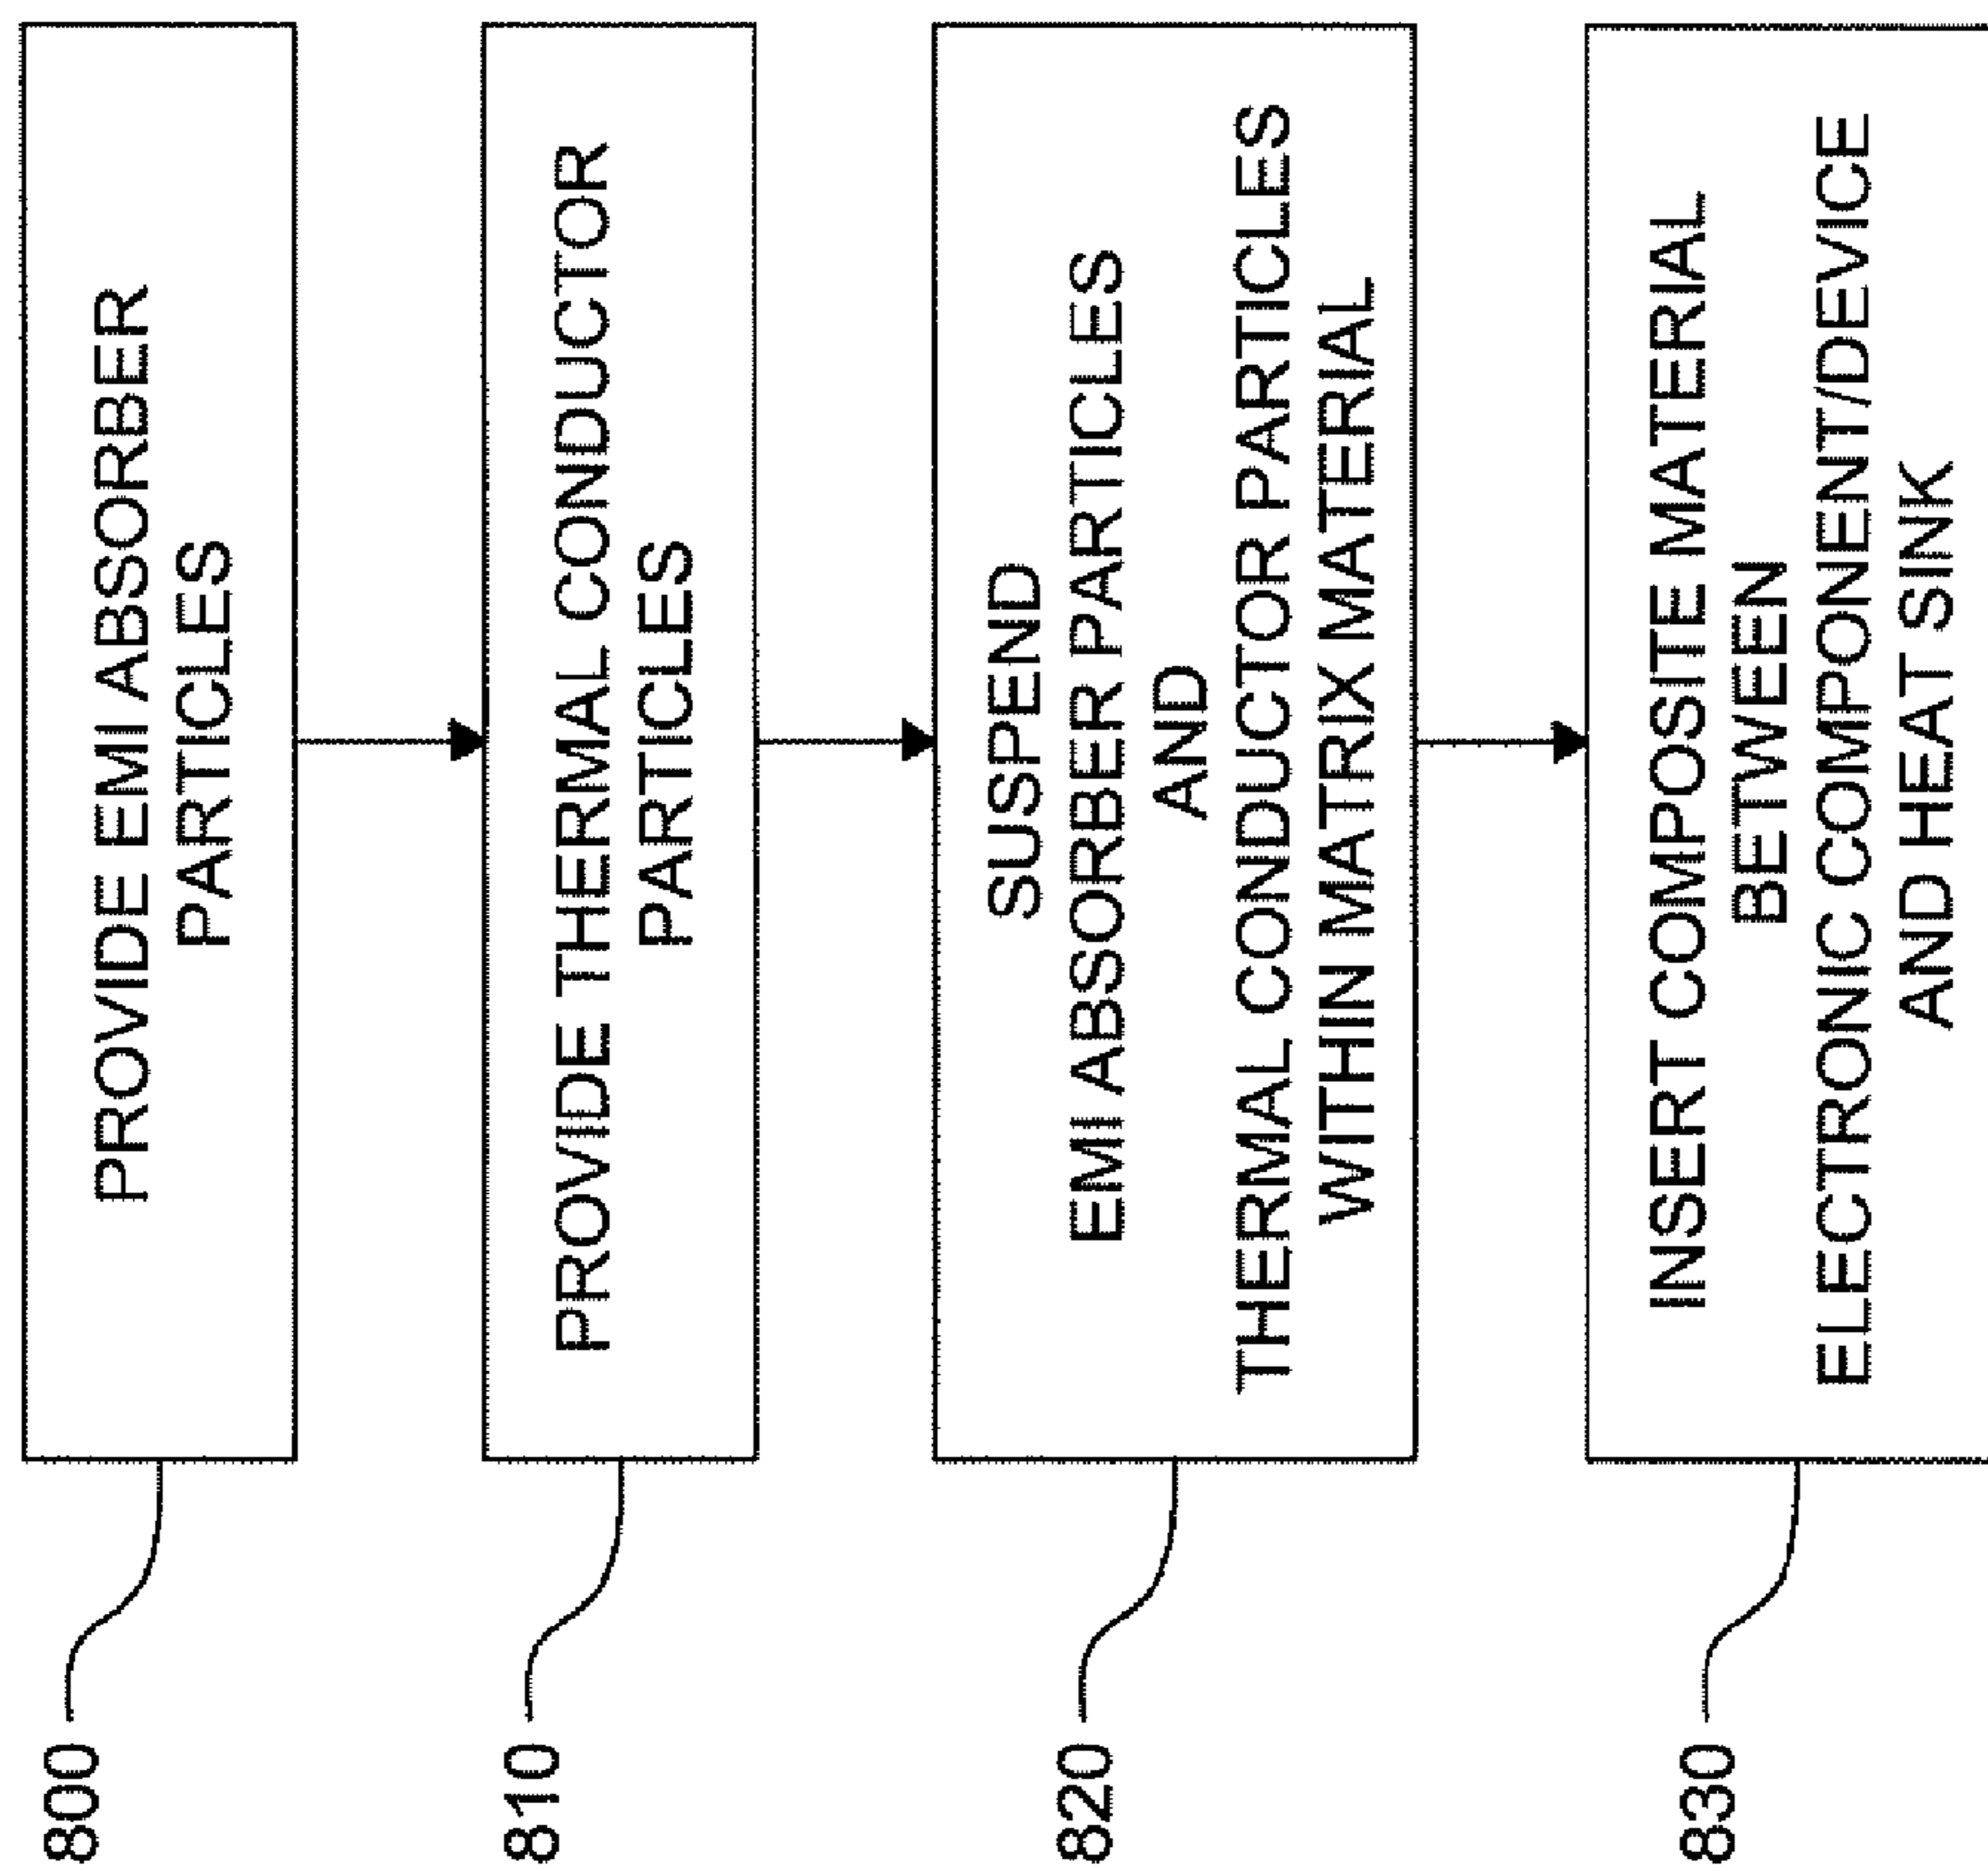 800
PROVIDE EMI ABSORBER
PARTICLES
810
PROVIDE THERMAL CONDUCTOR
PARTICLES
820
SUSPEND
EMI ABSORBER PARTICLES
AND
THERMAL CONDUCTOR PARTICLES
WITHIN MATRIX MATERIAL
830
INSERT COMPOSITE MATERIAL
BETWEEN
ELECTRONIC COMPONENT/DEVICE
AND HEAT SINK